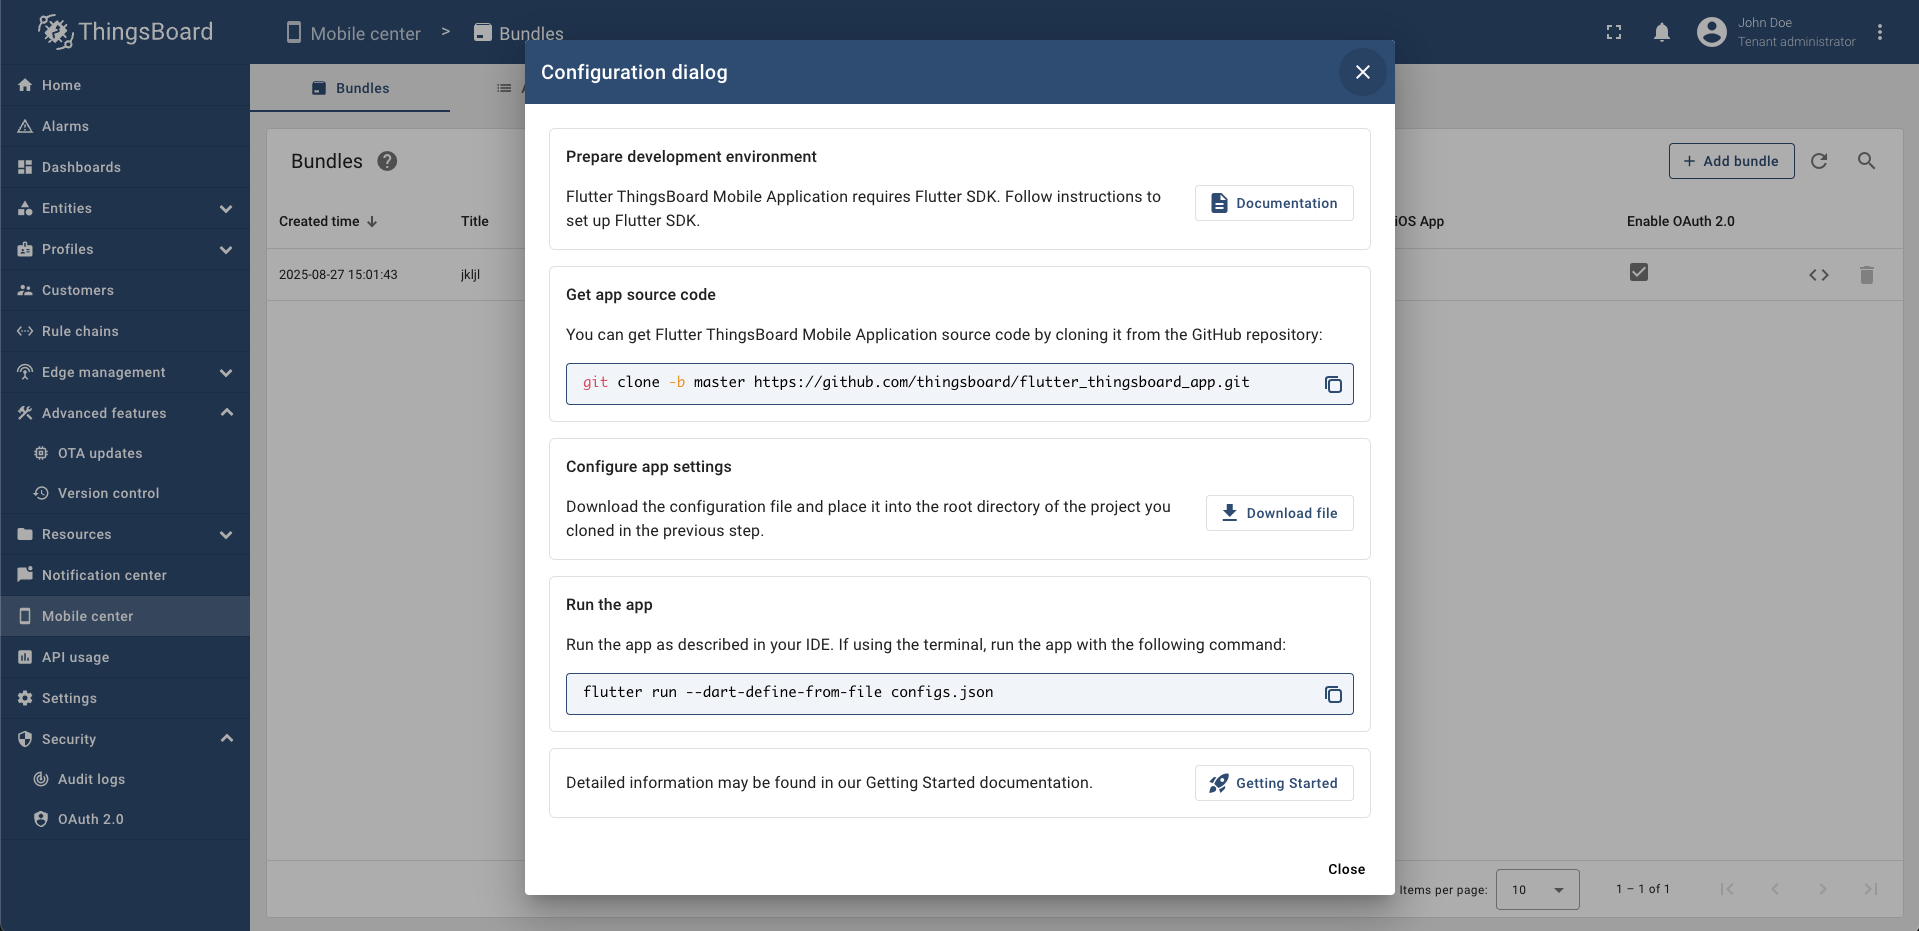 ThingsBoard
Mobile center > Bundles
John Doe
Tenant administrator
Home
Alarms
Dashboards
Entities
Profiles
Customers
Rule chains
Edge management
Advanced features
OTA updates
Version control
Resources
Notification center
Mobile center
API usage
Settings
Security
Audit logs
OAuth 2.0
Bundles
Bundles
Add bundle
Created time Title iOS App Enable OAuth 2.0
2025-08-27 15:01:43 jkljl
Configuration dialog
Prepare development environment
Flutter ThingsBoard Mobile Application requires Flutter SDK. Follow instructions to
set up Flutter SDK.
Documentation
Get app source code
You can get Flutter ThingsBoard Mobile Application source code by cloning it from the GitHub repository:
git clone -b master https://github.com/thingsboard/flutter_thingsboard_app.git
Configure app settings
Download the configuration file and place it into the root directory of the project you
cloned in the previous step.
Download file
Run the app
Run the app as described in your IDE. If using the terminal, run the app with the following command:
flutter run --dart-define-from-file configs.json
Detailed information may be found in our Getting Started documentation.
Getting Started
Close
Items per page: 10 1 – 1 of 1